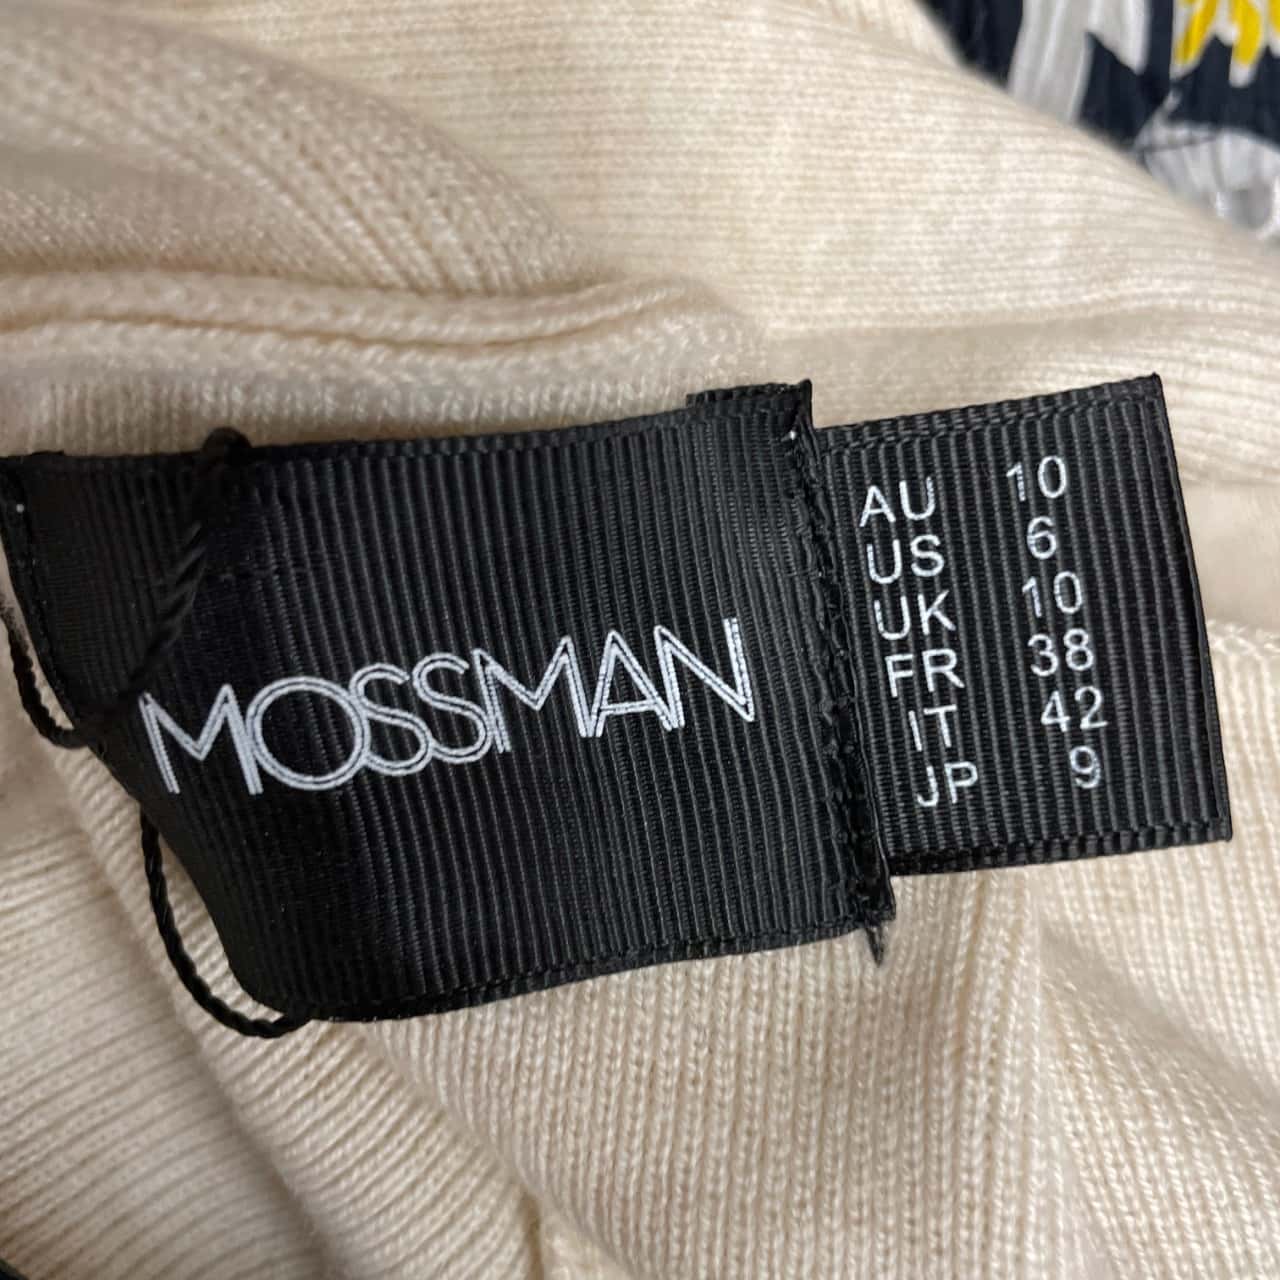 MOSSMAN
AU 10
US 6
UK 10
FR 38
IT 42
JP 9